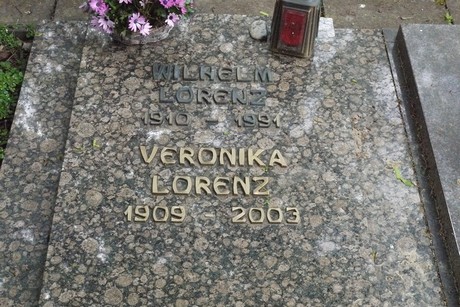 WILHELM
LORENZ
1910 - 1991
VERONIKA
LORENZ
1909 - 2003